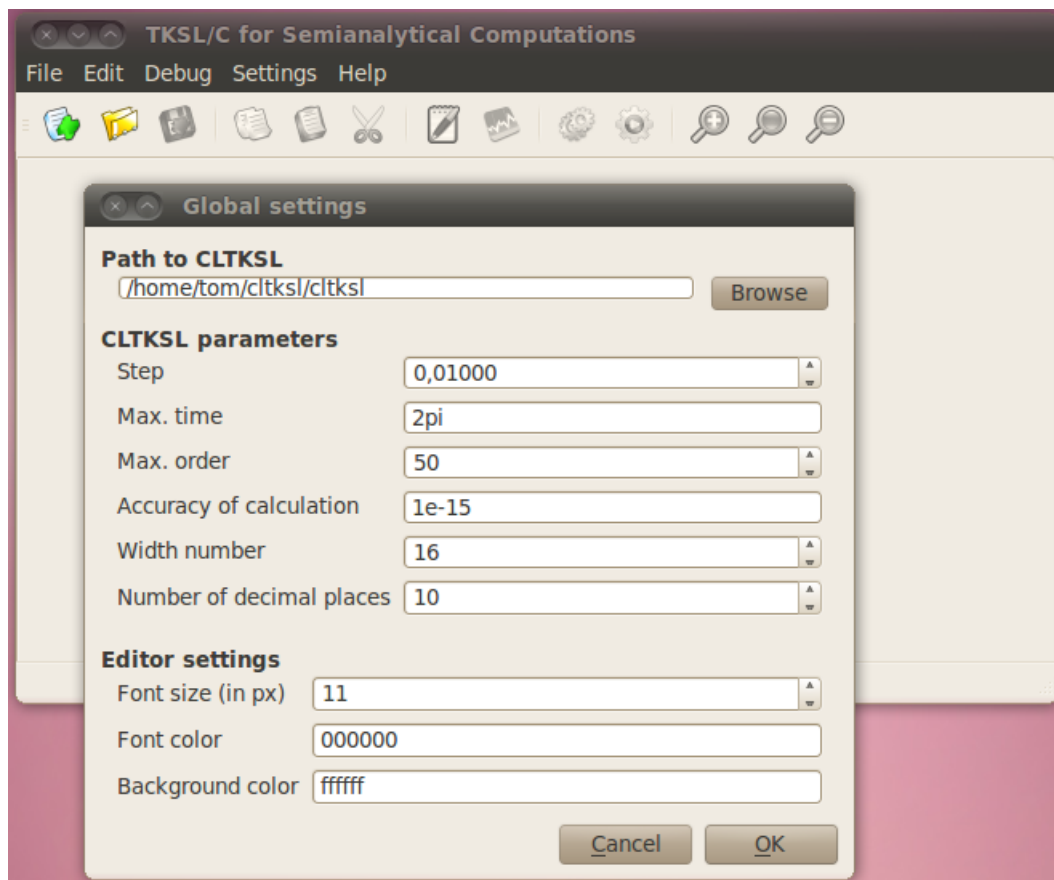 TKSL/C for Semianalytical Computations
File Edit Debug Settings Help
Global settings
Path to CLTKSL
/home/tom/cltksl/cltksl
Browse
CLTKSL parameters
Step 0,01000
Max. time 2pi
Max. order 50
Accuracy of calculation 1e-15
Width number 16
Number of decimal places 10
Editor settings
Font size (in px) 11
Font color 000000
Background color ffffff
Cancel OK